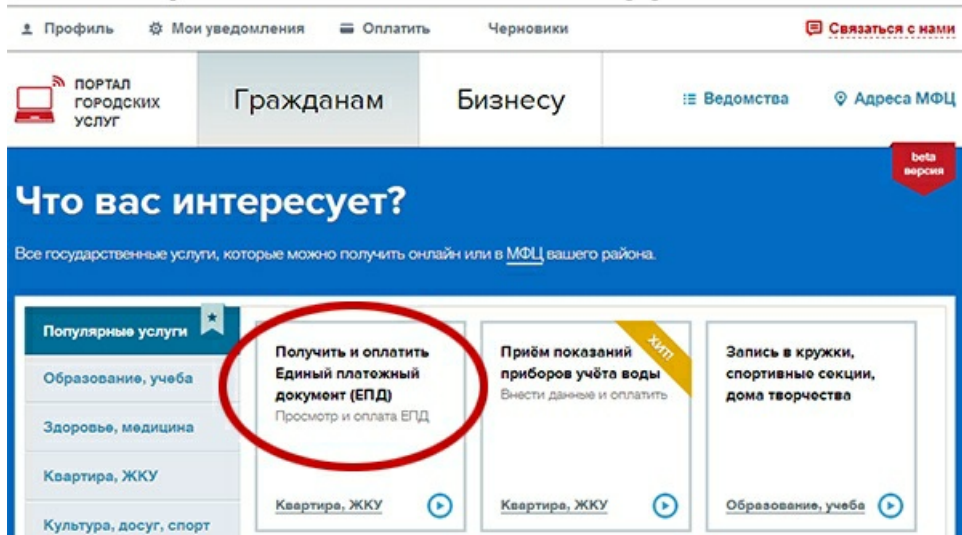 Профиль
Мои уведомления
Оплатить
Черновики
Связаться с нами
ПОРТАЛ
ГОРОДСКИХ
УСЛУГ
Гражданам
Бизнесу
Ведомства
Адреса МФЦ
beta
версия
Что вас интересует?
Все государственные услуги, которые можно получить онлайн или в МФЦ вашего района.
Популярные услуги
Образование, учеба
Здоровье, медицина
Квартира, ЖКУ
Культура, досуг, спорт
Получить и оплатить
Единый платежный
документ (ЕПД)
Просмотр и оплата ЕПД
Квартира, ЖКУ
ХИТ!
Приём показаний
приборов учёта воды
Внести данные и оплатить
Квартира, ЖКУ
Запись в кружки,
спортивные секции,
дома творчества
Образование, учеба